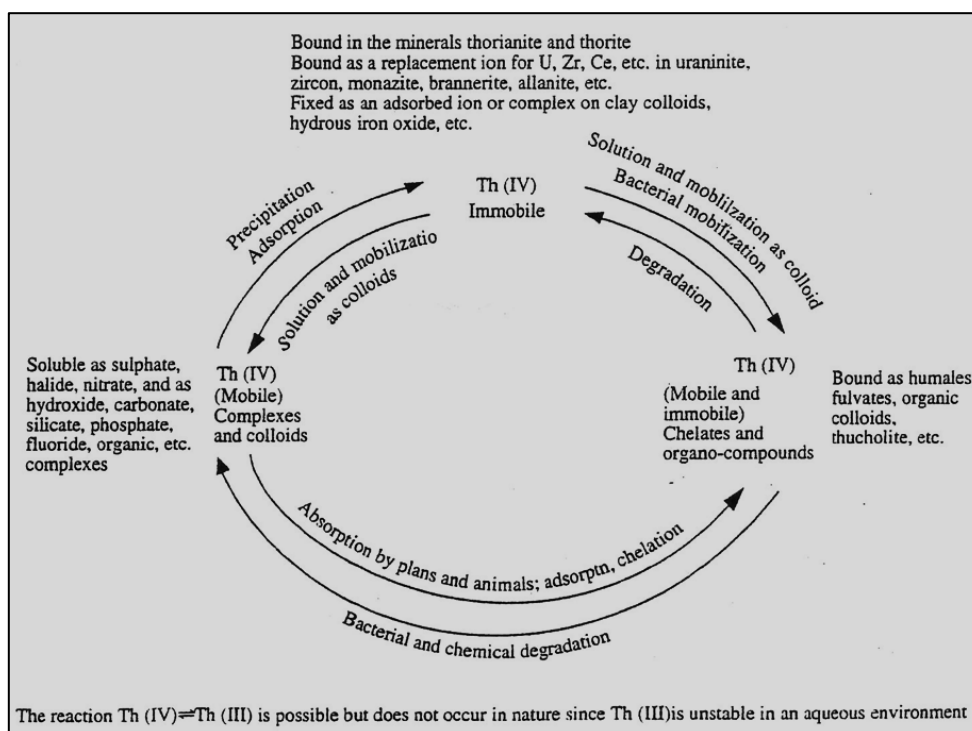 Bound in the minerals thorianite and thorite
Bound as a replacement ion for U, Zr, Ce, etc. in uraninite,
zircon, monazite, brannerite, allanite, etc.
Fixed as an adsorbed ion or complex on clay colloids,
hydrous iron oxide, etc.
Precipitation
Adsorption
Th (IV)
Immobile
Solution and moblilzation as colloid
Bacterial mobifization
Solution and mobilizatio
as colloids
Degradation
Soluble as sulphate,
halide, nitrate, and as
hydroxide, carbonate,
silicate, phosphate,
fluoride, organic, etc.
complexes
Th (IV)
(Mobile)
Complexes
and colloids
Th (IV)
(Mobile and
immobile)
Chelates and
organo-compounds
Bound as humales
fulvates, organic
colloids,
thucholite, etc.
Absorption by plans and animals; adsorptn, chelation
Bacterial and chemical degradation
The reaction Th (IV)⇌Th (III) is possible but does not occur in nature since Th (III)is unstable in an aqueous environment